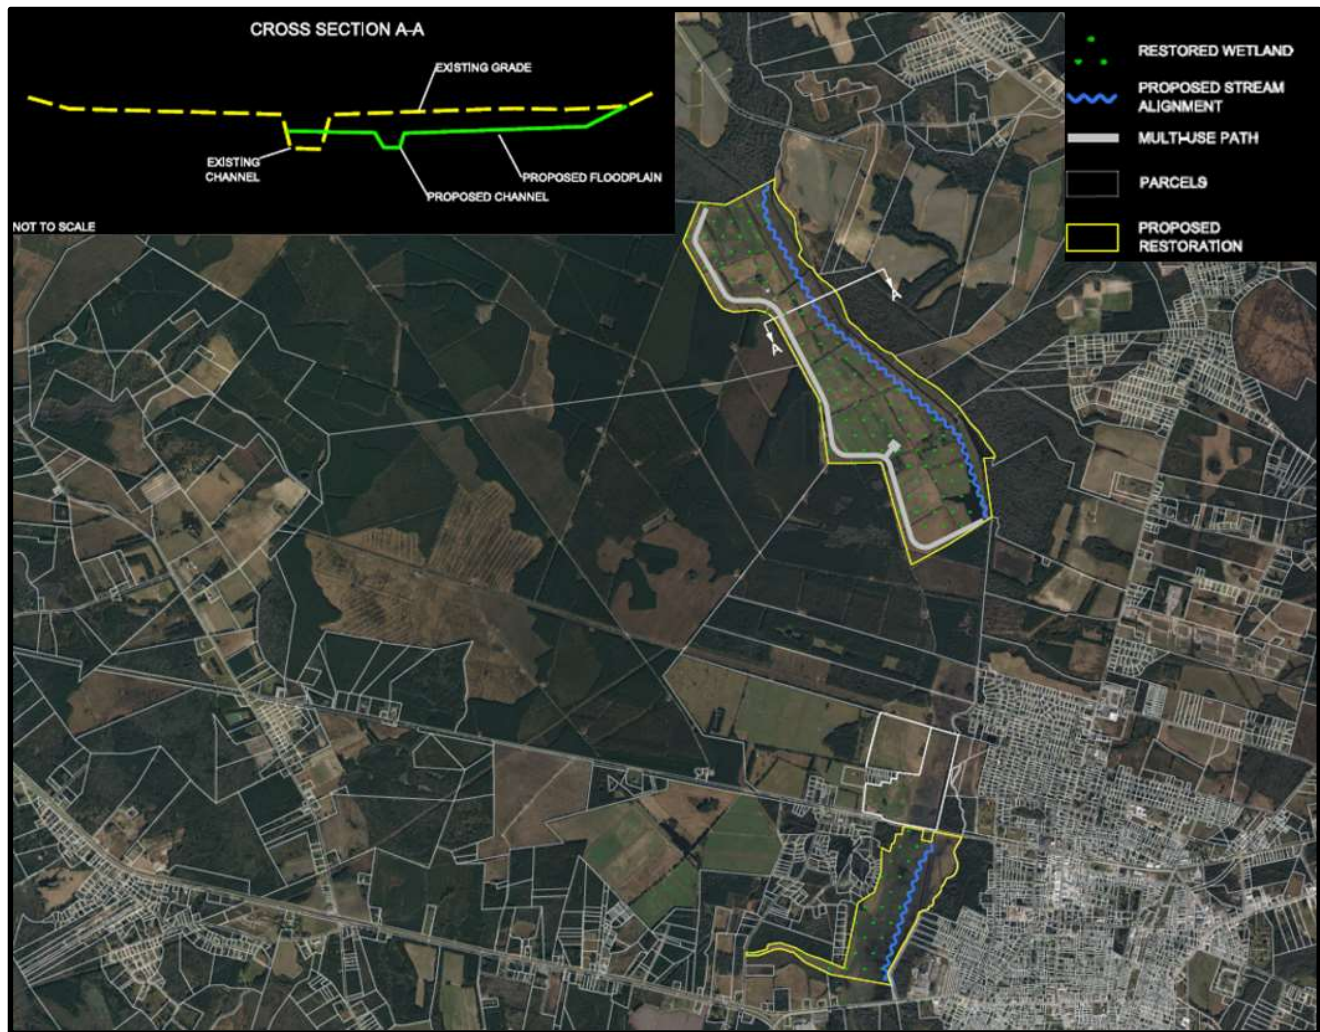 CROSS SECTION A-A
EXISTING GRADE
EXISTING
CHANNEL
PROPOSED FLOODPLAIN
PROPOSED CHANNEL
NOT TO SCALE
RESTORED WETLAND
PROPOSED STREAM
ALIGNMENT
MULTI-USE PATH
PARCELS
PROPOSED
RESTORATION
A
A